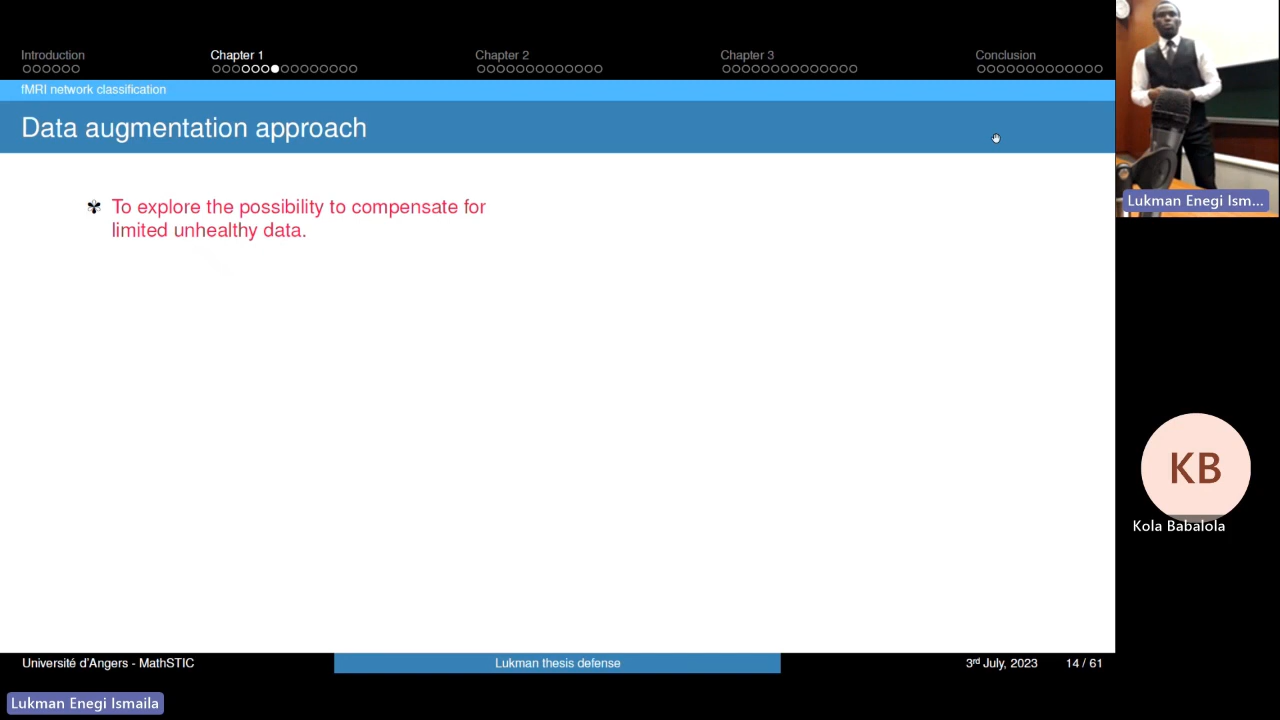 Introduction
Chapter 1
Chapter 2
Chapter 3
Conclusion
fMRI network classification
Data augmentation approach
To explore the possibility to compensate for
limited unhealthy data.
Université d'Angers - MathSTIC
Lukman thesis defense
3rd July, 2023
14 / 61
Lukman Enegi Ism...
KB
Kola Babalola
Lukman Enegi Ismaila